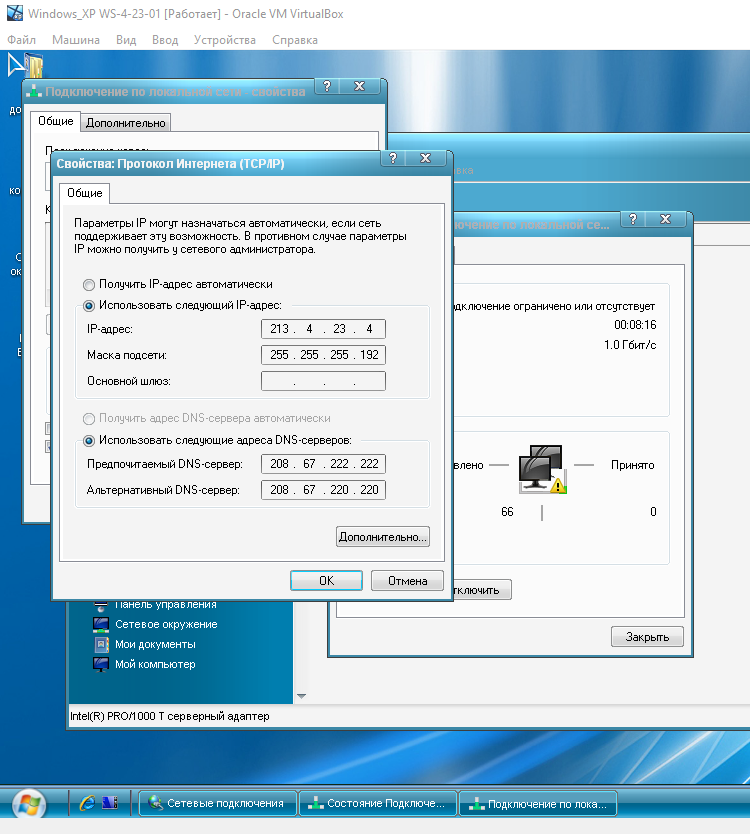 Windows_XP WS-4-23-01 [Работает] - Oracle VM VirtualBox
Файл Машина Вид Ввод Устройства Справка
Подключение по локальной сети - свойства
Общие Дополнительно
Свойства: Протокол Интернета (TCP/IP)
Общие
Параметры IP могут назначаться автоматически, если сеть
поддерживает эту возможность. В противном случае параметры
IP можно получить у сетевого администратора.
Получить IP-адрес автоматически
Использовать следующий IP-адрес:
IP-адрес: 213 . 4 . 23 . 4
Маска подсети: 255 . 255 . 255 . 192
Основной шлюз: . . .
Получить адрес DNS-сервера автоматически
Использовать следующие адреса DNS-серверов:
Предпочитаемый DNS-сервер: 208 . 67 . 222 . 222
Альтернативный DNS-сервер: 208 . 67 . 220 . 220
Дополнительно...
OK Отмена
ючение по локальной се...
дключение ограничено или отсутствует
00:08:16
1.0 Гбит/с
влено Принято
66 0
тключить
Закрыть
Панель управления
Сетевое окружение
Мои документы
Мой компьютер
Intel(R) PRO/1000 T серверный адаптер
Сетевые подключения Состояние Подключе... Подключение по лока...